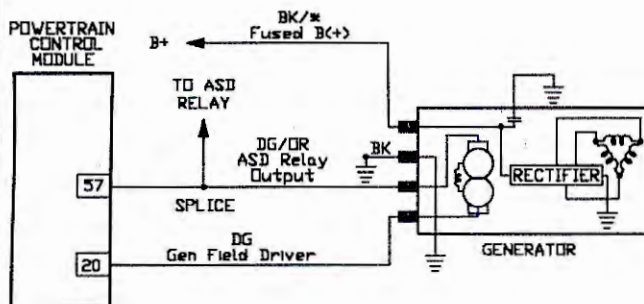 POWERTRAIN
CONTROL
MODULE
BK/*
Fused B(+)
B+
TO ASD
RELAY
DG/OR
ASD Relay
Output
BK
57
SPLICE
RECTIFIER
DG
Gen Field Driver
20
GENERATOR